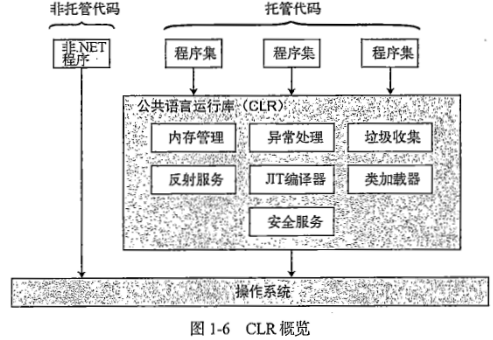 非托管代码 托管代码
非.NET
程序
程序集 程序集 程序集
公共语言运行库（CLR）
内存管理 异常处理 垃圾收集
反射服务 JIT编译器 类加载器
安全服务
操作系统
图 1-6 CLR 概览